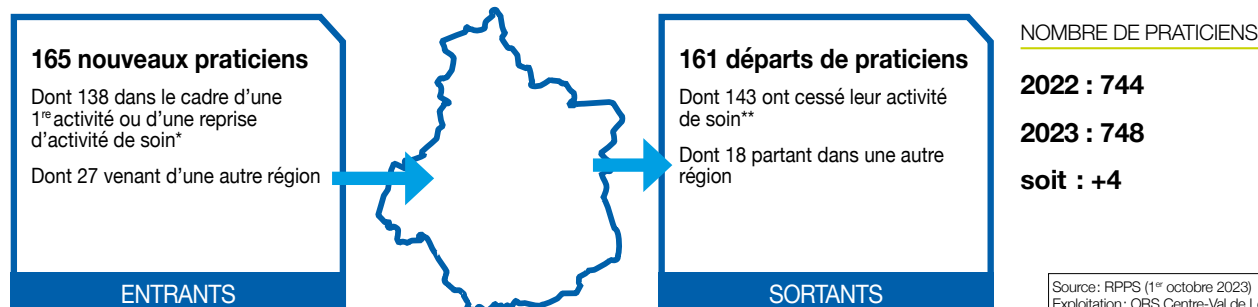 165 nouveaux praticiens
Dont 138 dans le cadre d'une
1re activité ou d'une reprise
d'activité de soin*
Dont 27 venant d'une autre région
ENTRANTS
161 départs de praticiens
Dont 143 ont cessé leur activité
de soin**
Dont 18 partant dans une autre
région
SORTANTS
NOMBRE DE PRATICIENS
2022 : 744
2023 : 748
soit : +4
Source : RPPS (1er octobre 2023)
Exploitation : ORS Centre-Val de